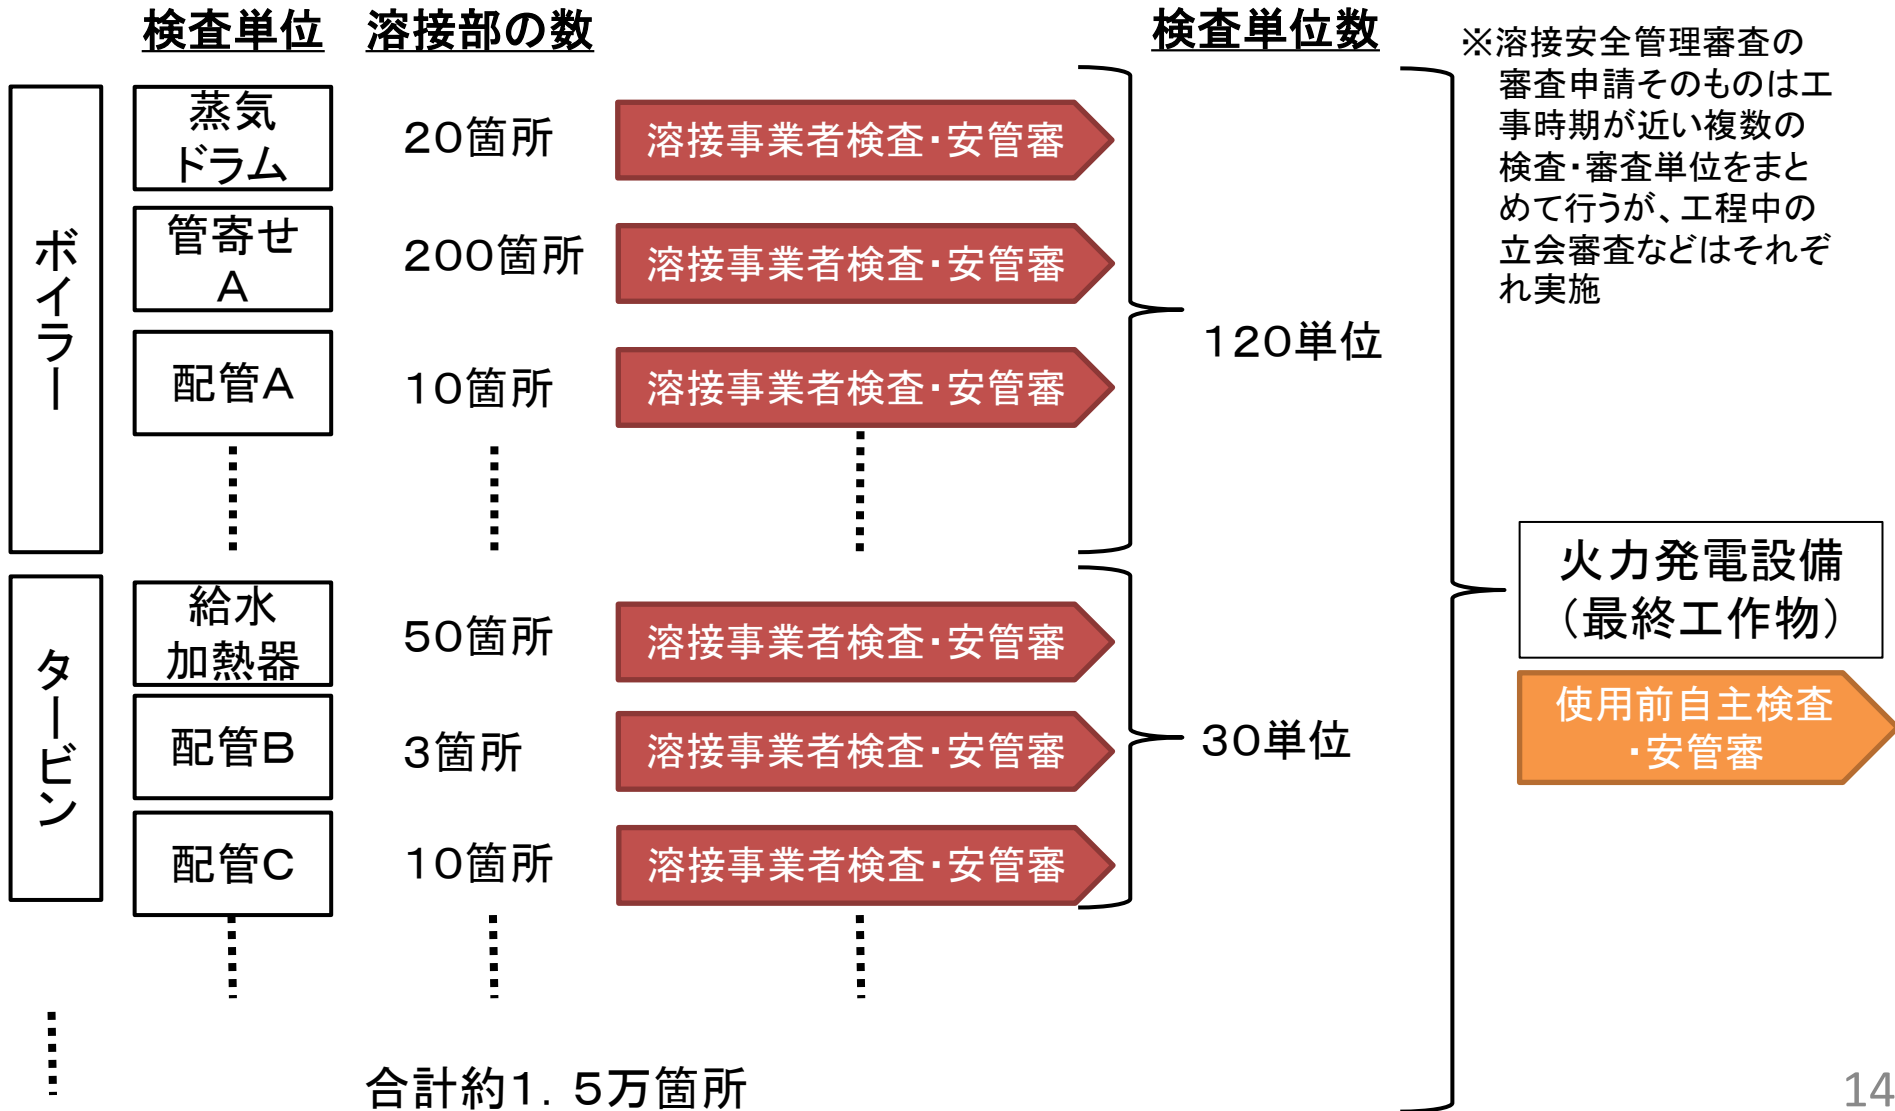 検査単位 溶接部の数 検査単位数
※溶接安全管理審査の
審査申請そのものは工
事時期が近い複数の
検査・審査単位をまと
めて行うが、工程中の
立会審査などはそれぞ
れ実施
ボイラー
蒸気
ドラム
20箇所
溶接事業者検査・安管審
管寄せ
A
200箇所
溶接事業者検査・安管審
配管A
10箇所
溶接事業者検査・安管審
120単位
タービン
給水
加熱器
50箇所
溶接事業者検査・安管審
配管B
3箇所
溶接事業者検査・安管審
配管C
10箇所
溶接事業者検査・安管審
30単位
火力発電設備
（最終工作物）
使用前自主検査
・安管審
合計約1．5万箇所
14